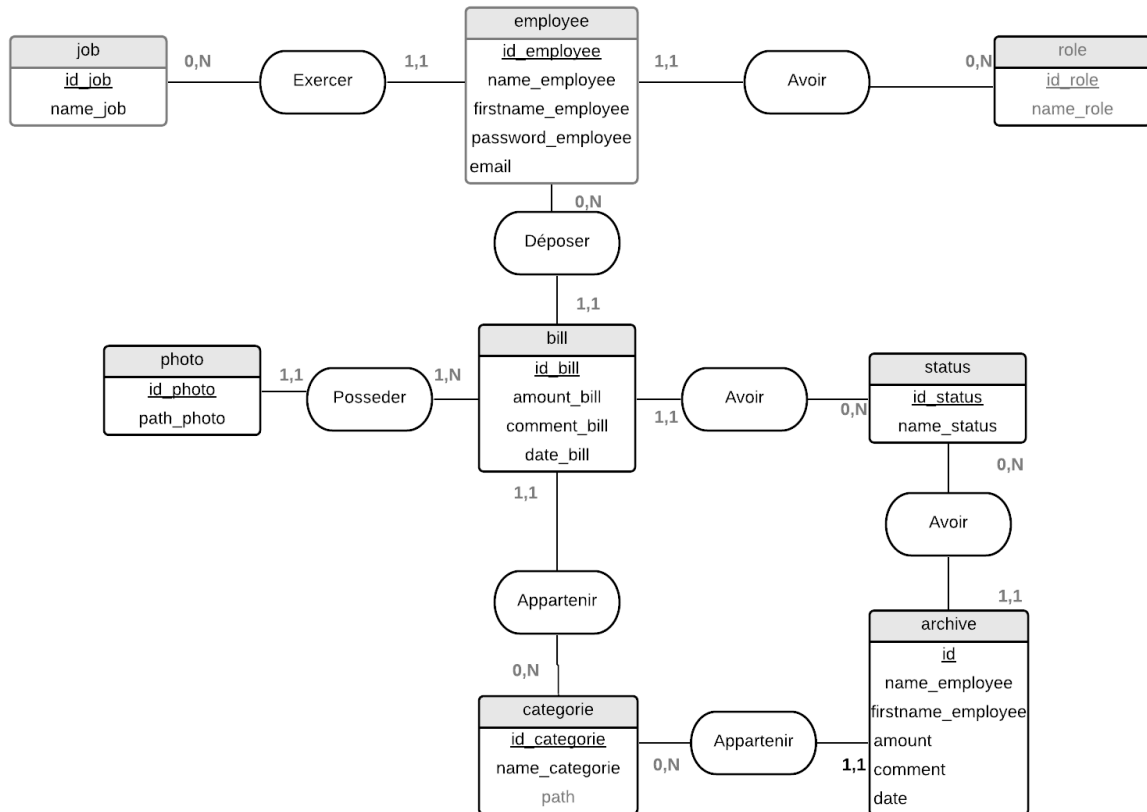 employee
id_employee
name_employee
firstname_employee
password_employee
email
job
id_job
name_job
0,N
Exercer
1,1
1,1
Avoir
0,N
role
id_role
name_role
0,N
Déposer
1,1
photo
id_photo
path_photo
1,1
Posseder
1,N
bill
id_bill
amount_bill
comment_bill
date_bill
1,1
Avoir
0,N
status
id_status
name_status
0,N
Avoir
1,1
1,1
Appartenir
0,N
categorie
id_categorie
name_categorie
path
0,N
Appartenir
1,1
archive
id
name_employee
firstname_employee
amount
comment
date